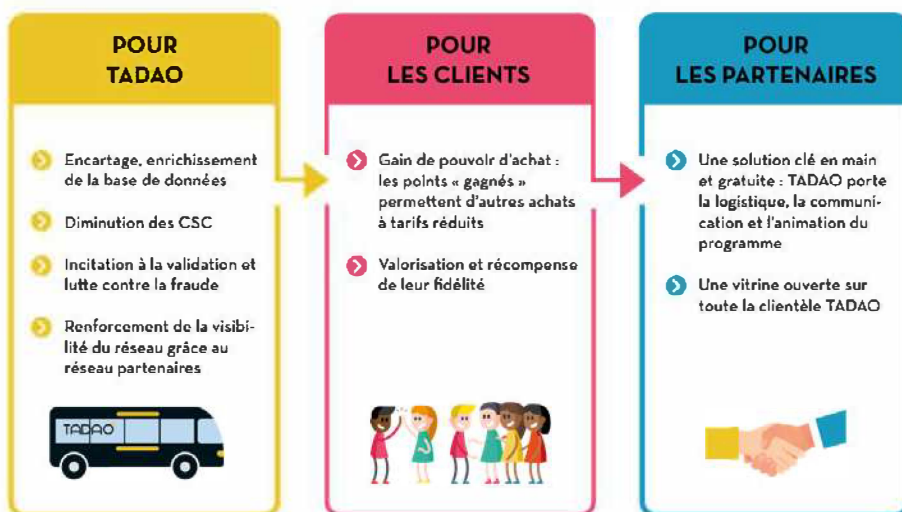 POUR
TADAO
Encartage, enrichissement
de la base de données
Diminution des CSC
Incitation à la validation et
lutte contre la fraude
Renforcement de la visibi-
lité du réseau grâce au
réseau partenaires
TADAO
POUR
LES CLIENTS
Gain de pouvoir d'achat :
les points « gagnés »
permettent d'autres achats
à tarifs réduits
Valorisation et récompense
de leur fidélité
POUR
LES PARTENAIRES
Une solution clé en main
et gratuite : TADAO porte
la logistique, la communi-
cation et l'animation du
programme
Une vitrine ouverte sur
toute la clientèle TADAO